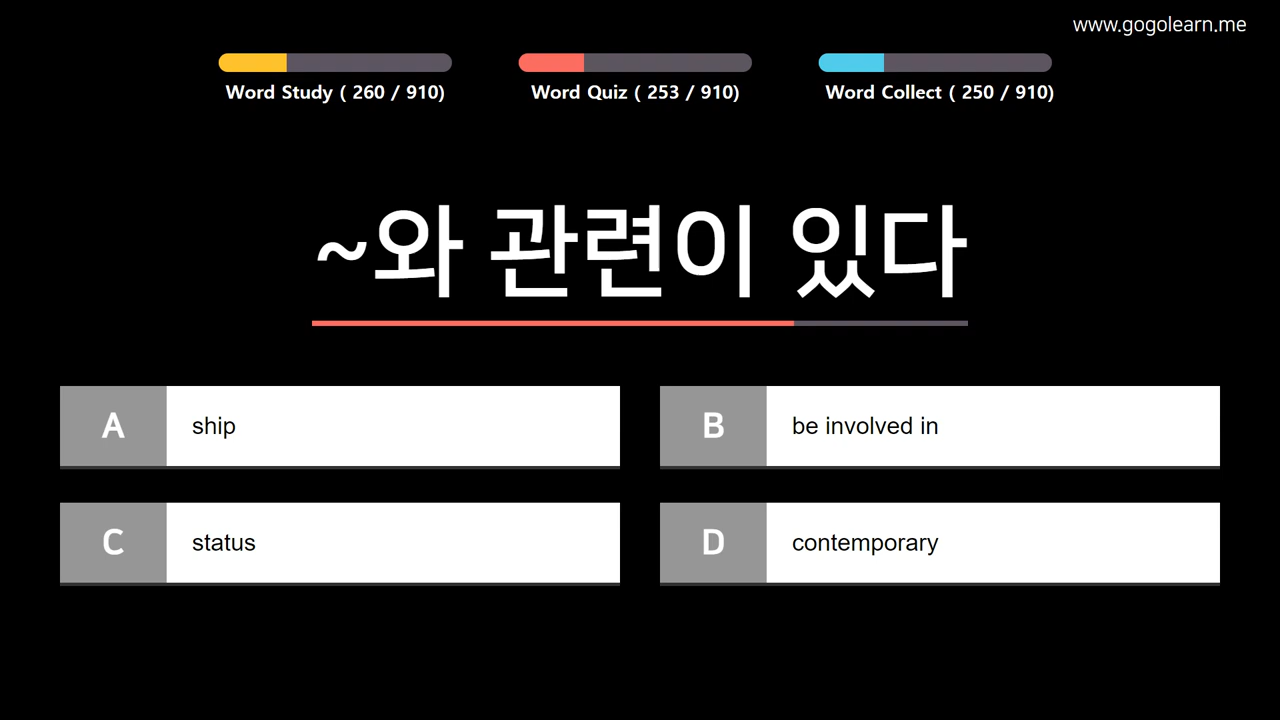 www.gogolearn.me
Word Study ( 260 / 910)
Word Quiz ( 253 / 910)
Word Collect ( 250 / 910)
~와 관련이 있다
A ship
B be involved in
C status
D contemporary